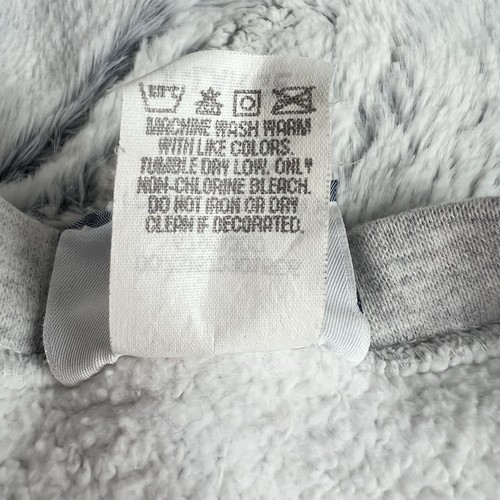 MACHINE WASH WARM
WITH LIKE COLORS.
TUMBLE DRY LOW. ONLY
NON-CHLORINE BLEACH.
DO NOT IRON OR DRY
CLEAN IF DECORATED.